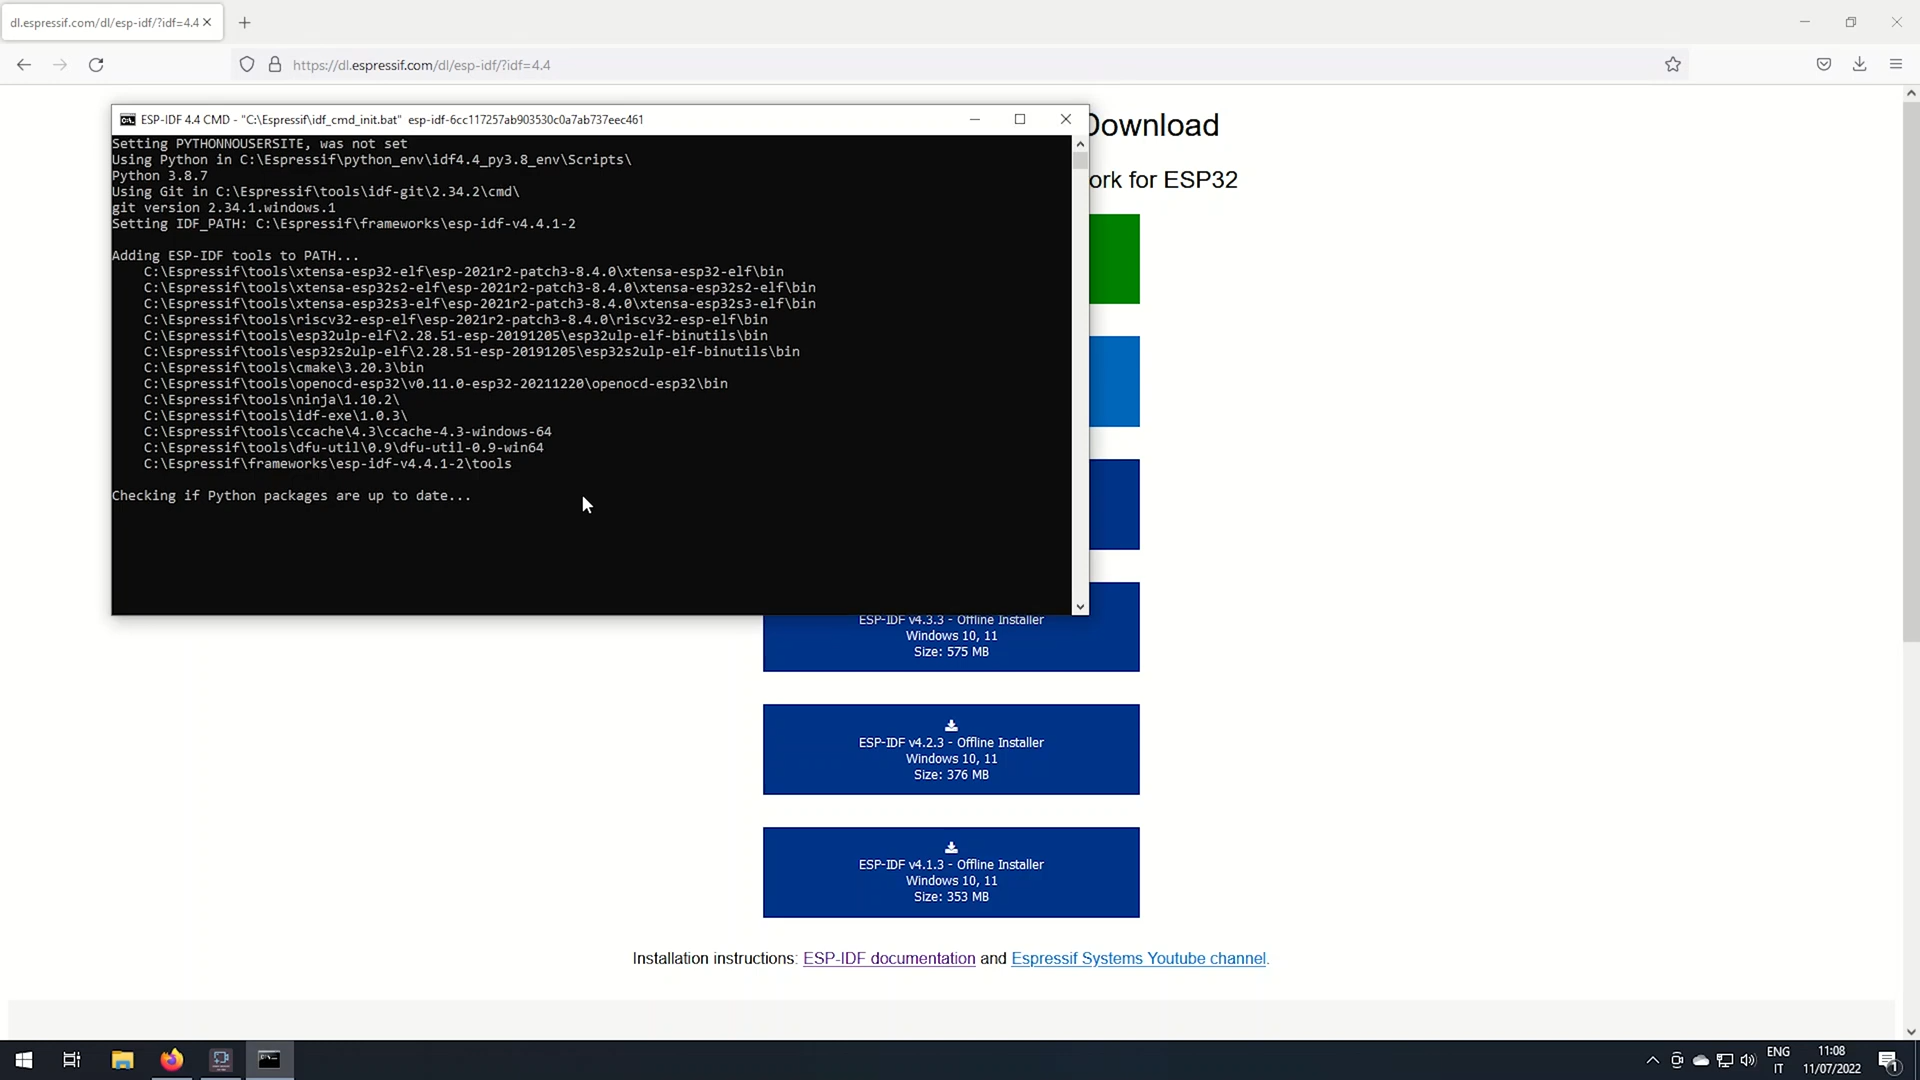 dl.espressif.com/dl/esp-idf/?idf=4.4
https://dl.espressif.com/dl/esp-idf/?idf=4.4
Download
ork for ESP32
ESP-IDF 4.4 CMD - "C:\Espressif\idf_cmd_init.bat"  esp-idf-6cc117257ab903530c0a7ab737eec461
Setting PYTHONNOUSERSITE, was not set
Using Python in C:\Espressif\python_env\idf4.4_py3.8_env\Scripts\
Python 3.8.7
Using Git in C:\Espressif\tools\idf-git\2.34.2\cmd\
git version 2.34.1.windows.1
Setting IDF_PATH: C:\Espressif\frameworks\esp-idf-v4.4.1-2
Adding ESP-IDF tools to PATH...
C:\Espressif\tools\xtensa-esp32-elf\esp-2021r2-patch3-8.4.0\xtensa-esp32-elf\bin
C:\Espressif\tools\xtensa-esp32s2-elf\esp-2021r2-patch3-8.4.0\xtensa-esp32s2-elf\bin
C:\Espressif\tools\xtensa-esp32s3-elf\esp-2021r2-patch3-8.4.0\xtensa-esp32s3-elf\bin
C:\Espressif\tools\riscv32-esp-elf\esp-2021r2-patch3-8.4.0\riscv32-esp-elf\bin
C:\Espressif\tools\esp32ulp-elf\2.28.51-esp-20191205\esp32ulp-elf-binutils\bin
C:\Espressif\tools\esp32s2ulp-elf\2.28.51-esp-20191205\esp32s2ulp-elf-binutils\bin
C:\Espressif\tools\cmake\3.20.3\bin
C:\Espressif\tools\openocd-esp32\v0.11.0-esp32-20211220\openocd-esp32\bin
C:\Espressif\tools\ninja\1.10.2\
C:\Espressif\tools\idf-exe\1.0.3\
C:\Espressif\tools\ccache\4.3\ccache-4.3-windows-64
C:\Espressif\tools\dfu-util\0.9\dfu-util-0.9-win64
C:\Espressif\frameworks\esp-idf-v4.4.1-2\tools
Checking if Python packages are up to date...
ESP-IDF v4.3.3 - Offline Installer
Windows 10, 11
Size: 575 MB
ESP-IDF v4.2.3 - Offline Installer
Windows 10, 11
Size: 376 MB
ESP-IDF v4.1.3 - Offline Installer
Windows 10, 11
Size: 353 MB
Installation instructions: ESP-IDF documentation and Espressif Systems Youtube channel.
ENG
IT
11:08
11/07/2022
1